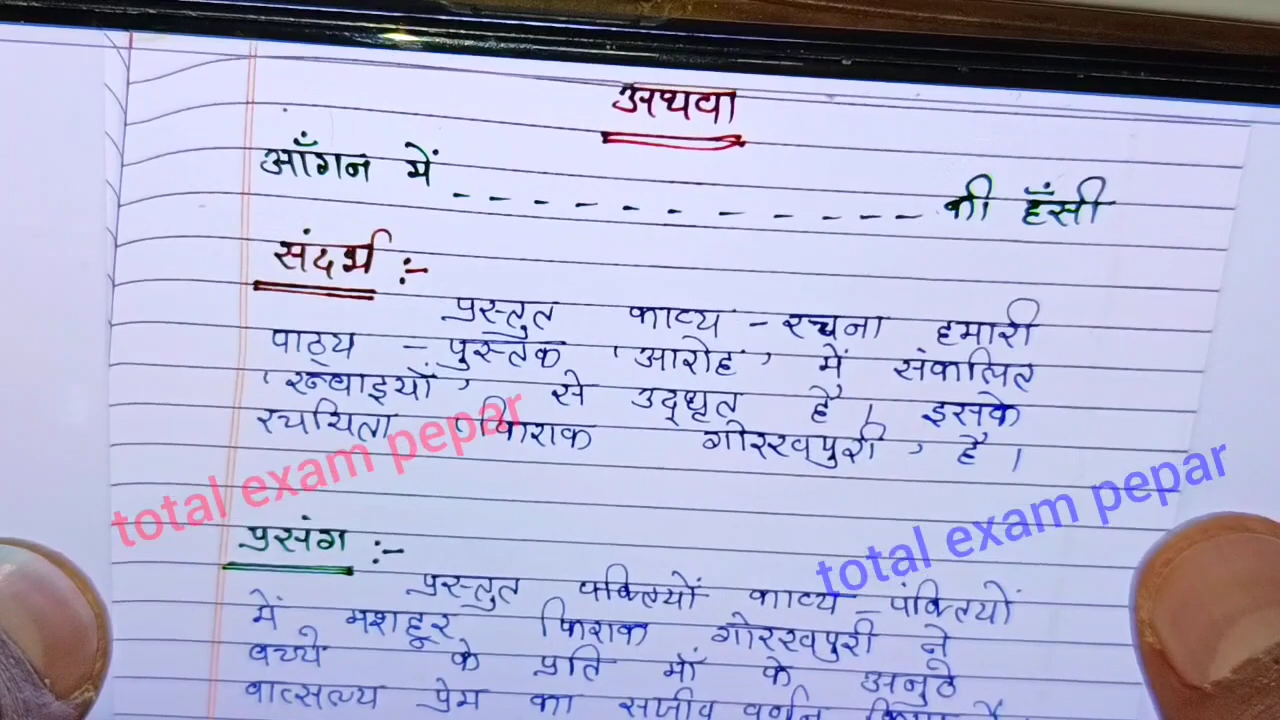 अथवा
आँगन में - - - - - - - - - - - की हँसी
संदर्भ :-
प्रस्तुत काव्य - रचना हमारी
पाठ्य - पुस्तक 'आरोह' में संकलित
'रूबाइयाँ' से उद्धृत है। इसके
रचयिता 'फिराक गोरखपुरी' है।
total exam pepar
total exam pepar
प्रसंग :-
प्रस्तुत पंक्तियों काव्य - पंक्तियों
में मशहूर फिराक गोरखपुरी ने
बच्चे के प्रति माँ के अनुठे
वात्सल्य प्रेम का सजीव वर्णन